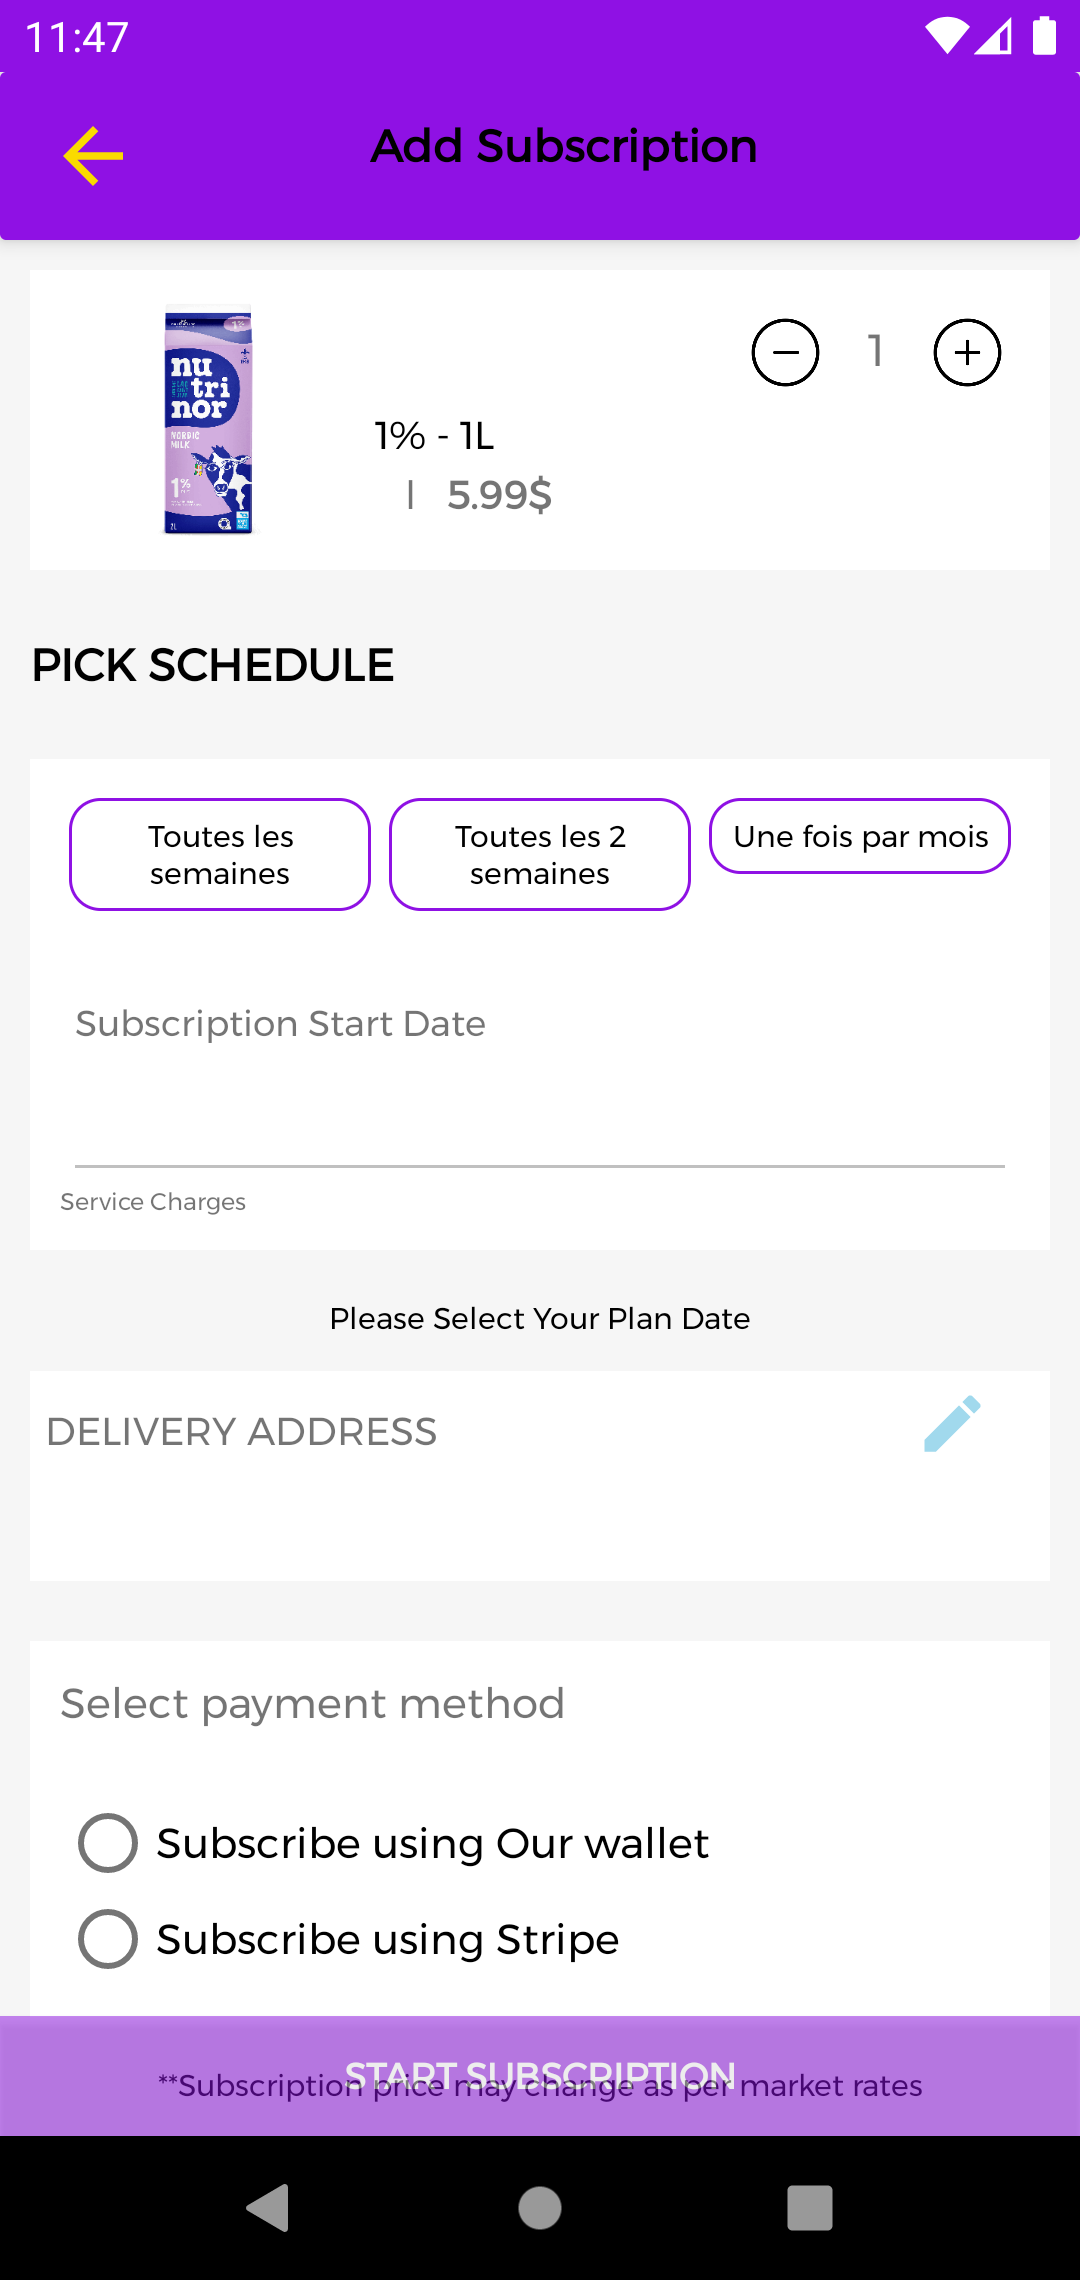 11:47
Add Subscription
nu
tri
nor
NORDIC
MILK
1%
2L
1
1% - 1L
| 5.99$
PICK SCHEDULE
Toutes les
semaines
Toutes les 2
semaines
Une fois par mois
Subscription Start Date
Service Charges
Please Select Your Plan Date
DELIVERY ADDRESS
Select payment method
Subscribe using Our wallet
Subscribe using Stripe
START SUBSCRIPTION
**Subscription price may change as per market rates